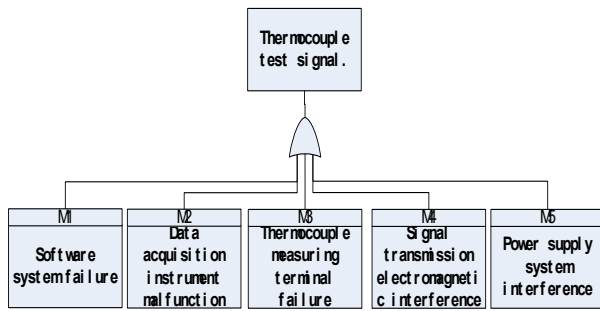 Thermocouple
test signal.
M1
Software
system failure
M2
Data
acquisition
instrument
malfunction
M3
Thermocouple
measuring
terminal
failure
M4
Signal
transmission
electromagneti
c interference
M5
Power supply
system
interference